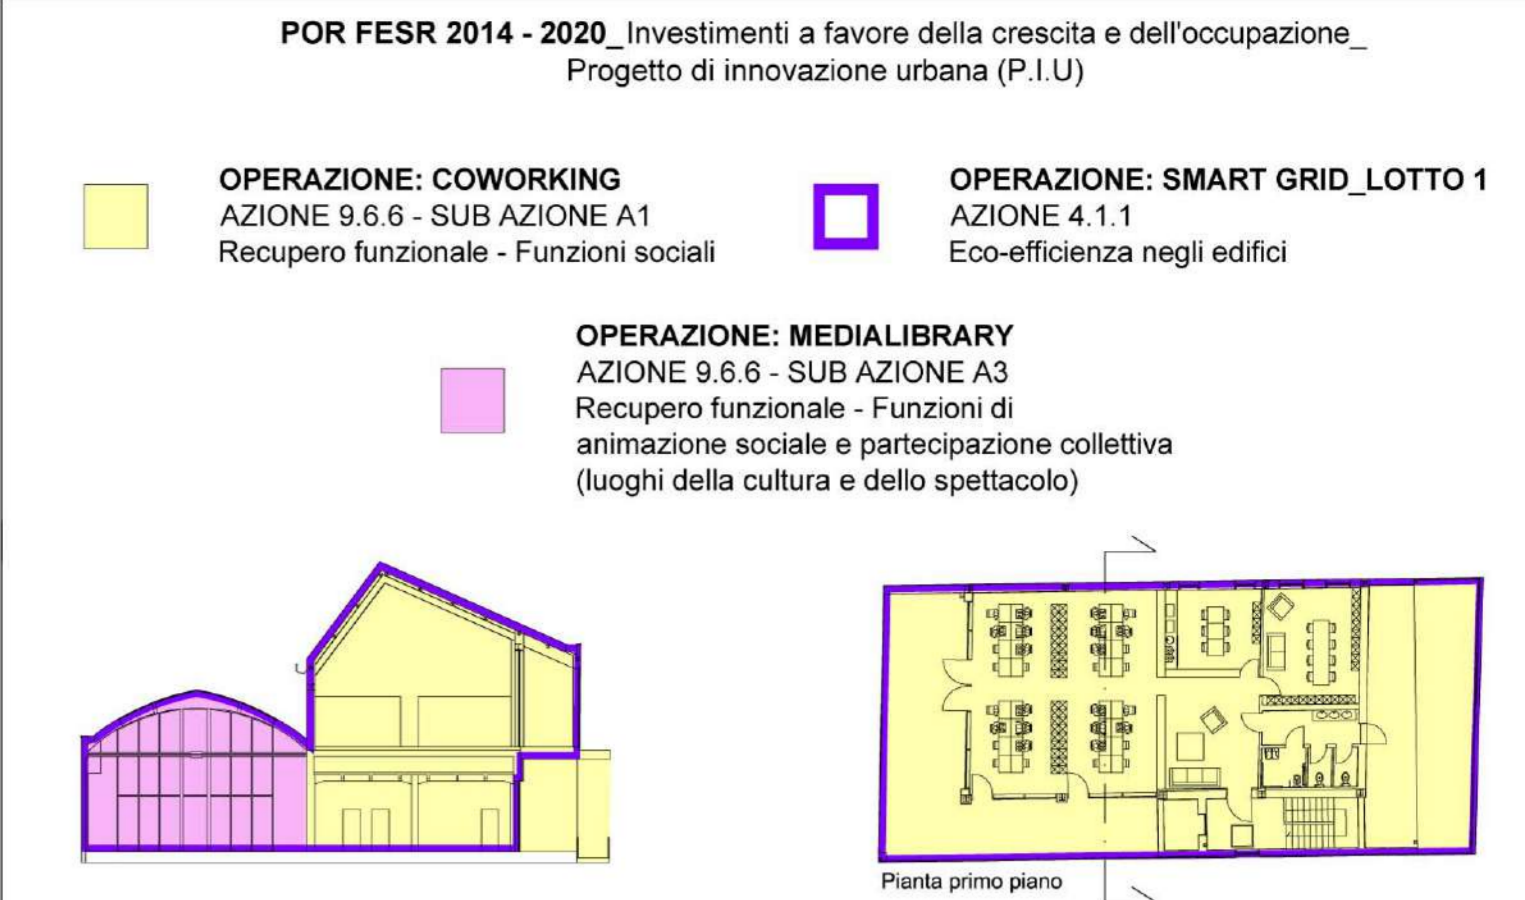 POR FESR 2014 - 2020_Investimenti a favore della crescita e dell'occupazione_
Progetto di innovazione urbana (P.I.U)
OPERAZIONE: COWORKING
AZIONE 9.6.6 - SUB AZIONE A1
Recupero funzionale - Funzioni sociali
OPERAZIONE: SMART GRID_LOTTO 1
AZIONE 4.1.1
Eco-efficienza negli edifici
OPERAZIONE: MEDIALIBRARY
AZIONE 9.6.6 - SUB AZIONE A3
Recupero funzionale - Funzioni di
animazione sociale e partecipazione collettiva
(luoghi della cultura e dello spettacolo)
Pianta primo piano